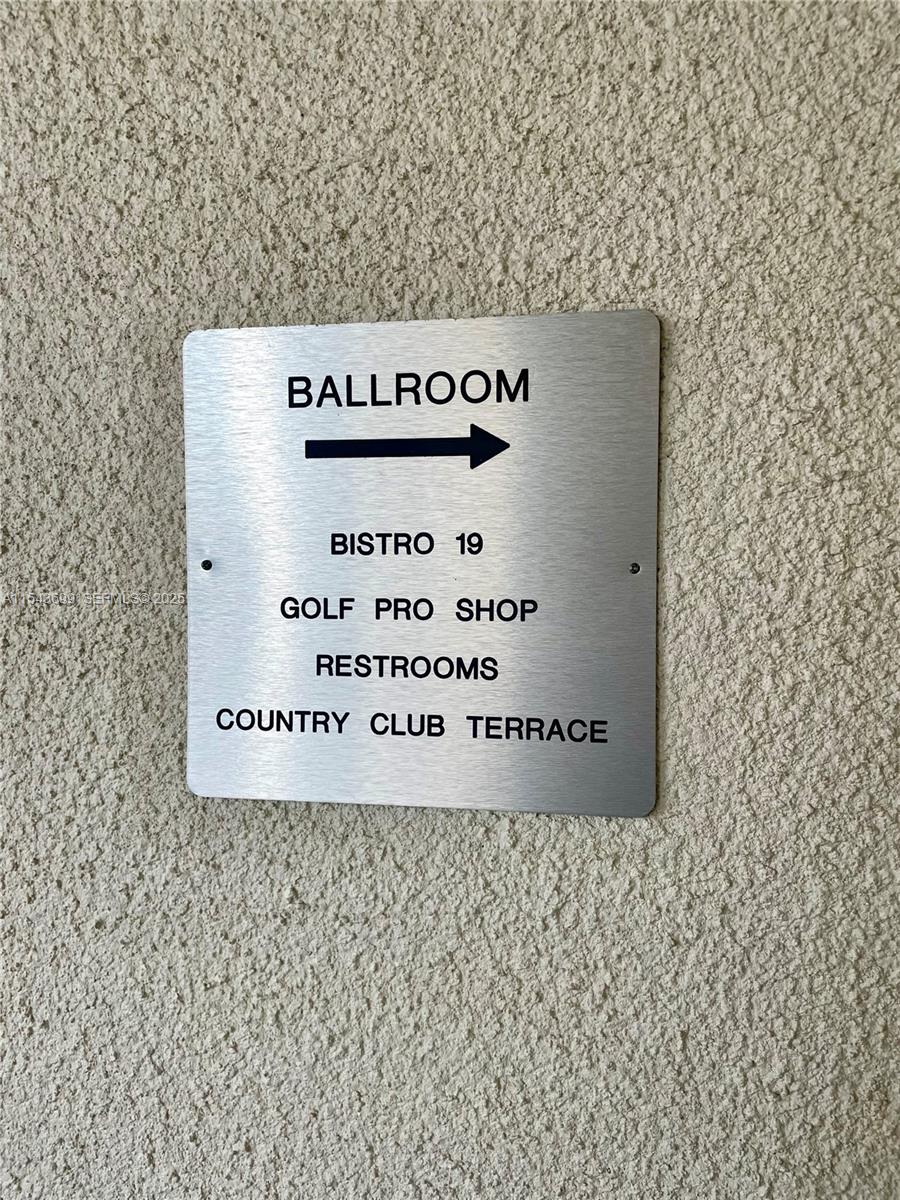 BALLROOM
BISTRO 19
GOLF PRO SHOP
RESTROOMS
COUNTRY CLUB TERRACE